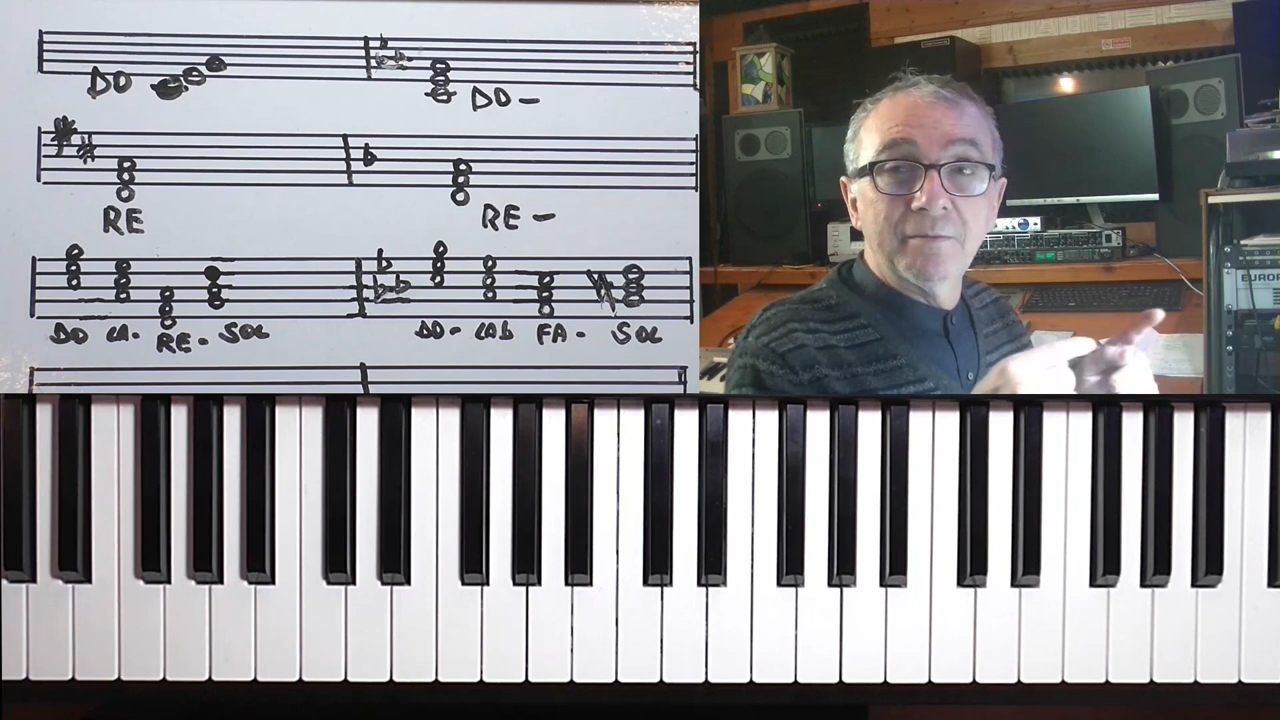 DO DO-
RE RE-
DO LA- RE- SOL DO- LAb FA- SOL
EUROP